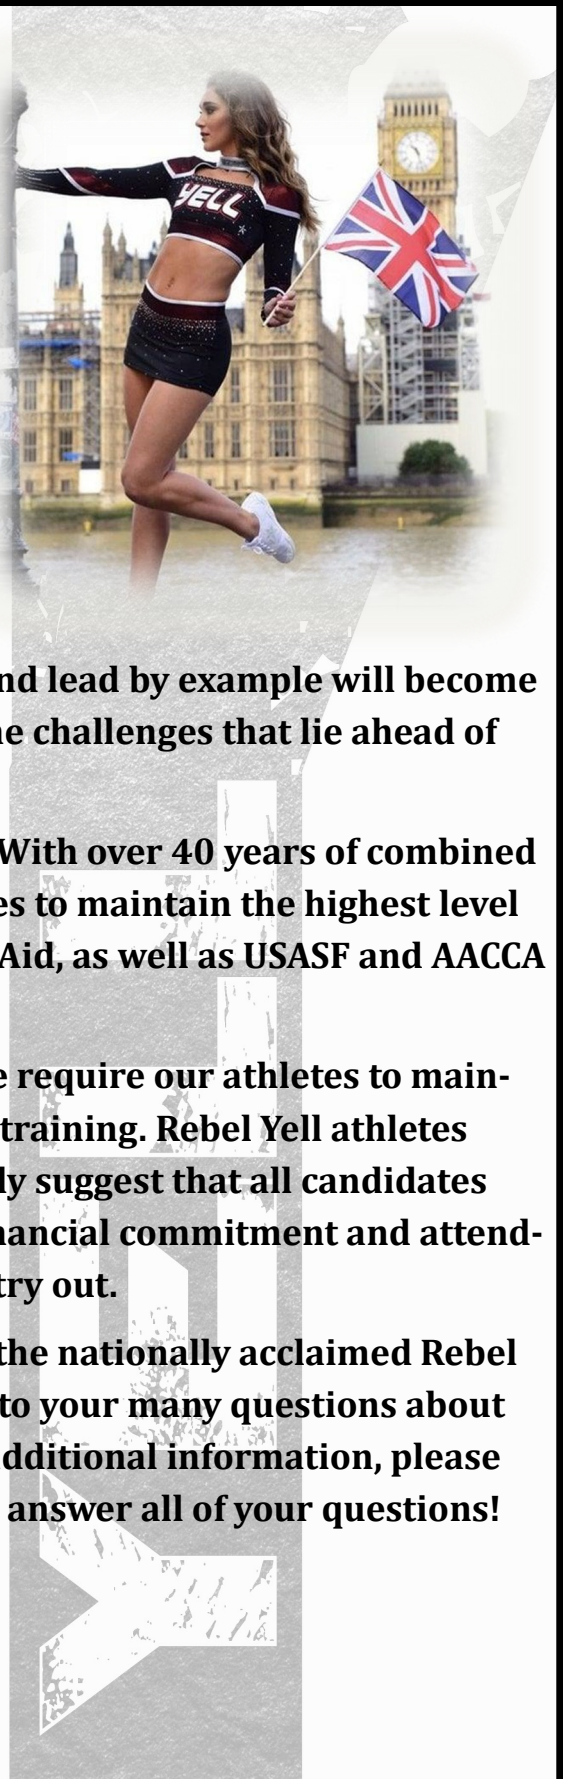 YELL
nd lead by example will become
e challenges that lie ahead of
With over 40 years of combined
es to maintain the highest level
Aid, as well as USASF and AACCA
e require our athletes to main-
training. Rebel Yell athletes
ly suggest that all candidates
nancial commitment and attend-
try out.
the nationally acclaimed Rebel
to your many questions about
dditional information, please
answer all of your questions!
YELL